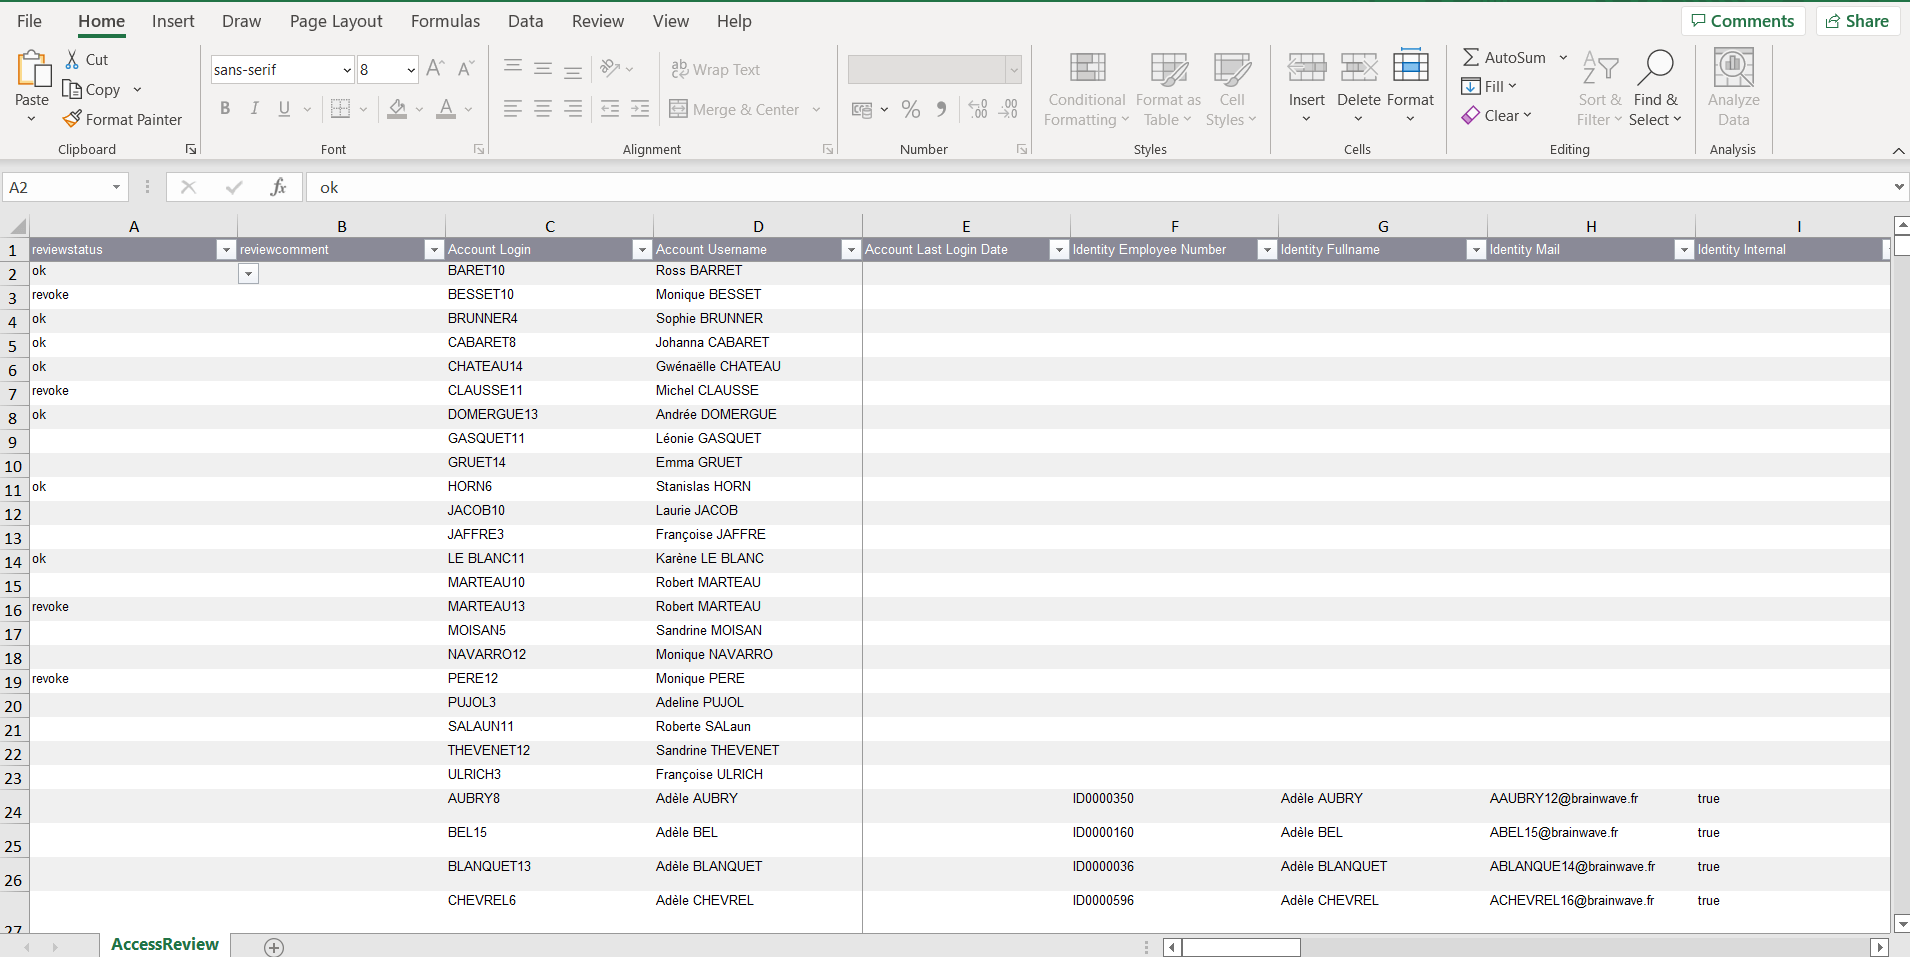 File Home Insert Draw Page Layout Formulas Data Review View Help Comments Share
Paste Cut Copy Format Painter
sans-serif 8 A A
B I U A
ab Wrap Text
Merge & Center
% 9 .0 .00
Conditional Formatting Format as Table Cell Styles
Insert Delete Format
AutoSum Fill Clear
Sort & Filter Find & Select
Analyze Data
Clipboard Font Alignment Number Styles Cells Editing Analysis
A2 fx ok
A B C D E F G H I
1 reviewstatus reviewcomment Account Login Account Username Account Last Login Date Identity Employee Number Identity Fullname Identity Mail Identity Internal
2 ok BARET10 Ross BARRET
3 revoke BESSET10 Monique BESSET
4 ok BRUNNER4 Sophie BRUNNER
5 ok CABARET8 Johanna CABARET
6 ok CHATEAU14 Gwénaëlle CHATEAU
7 revoke CLAUSSE11 Michel CLAUSSE
8 ok DOMERGUE13 Andrée DOMERGUE
9 GASQUET11 Léonie GASQUET
10 GRUET14 Emma GRUET
11 ok HORN6 Stanislas HORN
12 JACOB10 Laurie JACOB
13 JAFFRE3 Françoise JAFFRE
14 ok LE BLANC11 Karène LE BLANC
15 MARTEAU10 Robert MARTEAU
16 revoke MARTEAU13 Robert MARTEAU
17 MOISAN5 Sandrine MOISAN
18 NAVARRO12 Monique NAVARRO
19 revoke PERE12 Monique PERE
20 PUJOL3 Adeline PUJOL
21 SALAUN11 Roberte SALaun
22 THEVENET12 Sandrine THEVENET
23 ULRICH3 Françoise ULRICH
24 AUBRY8 Adèle AUBRY ID0000350 Adèle AUBRY AAUBRY12@brainwave.fr true
25 BEL15 Adèle BEL ID0000160 Adèle BEL ABEL15@brainwave.fr true
26 BLANQUET13 Adèle BLANQUET ID0000036 Adèle BLANQUET ABLANQUE14@brainwave.fr true
27 CHEVREL6 Adèle CHEVREL ID0000596 Adèle CHEVREL ACHEVREL16@brainwave.fr true
AccessReview